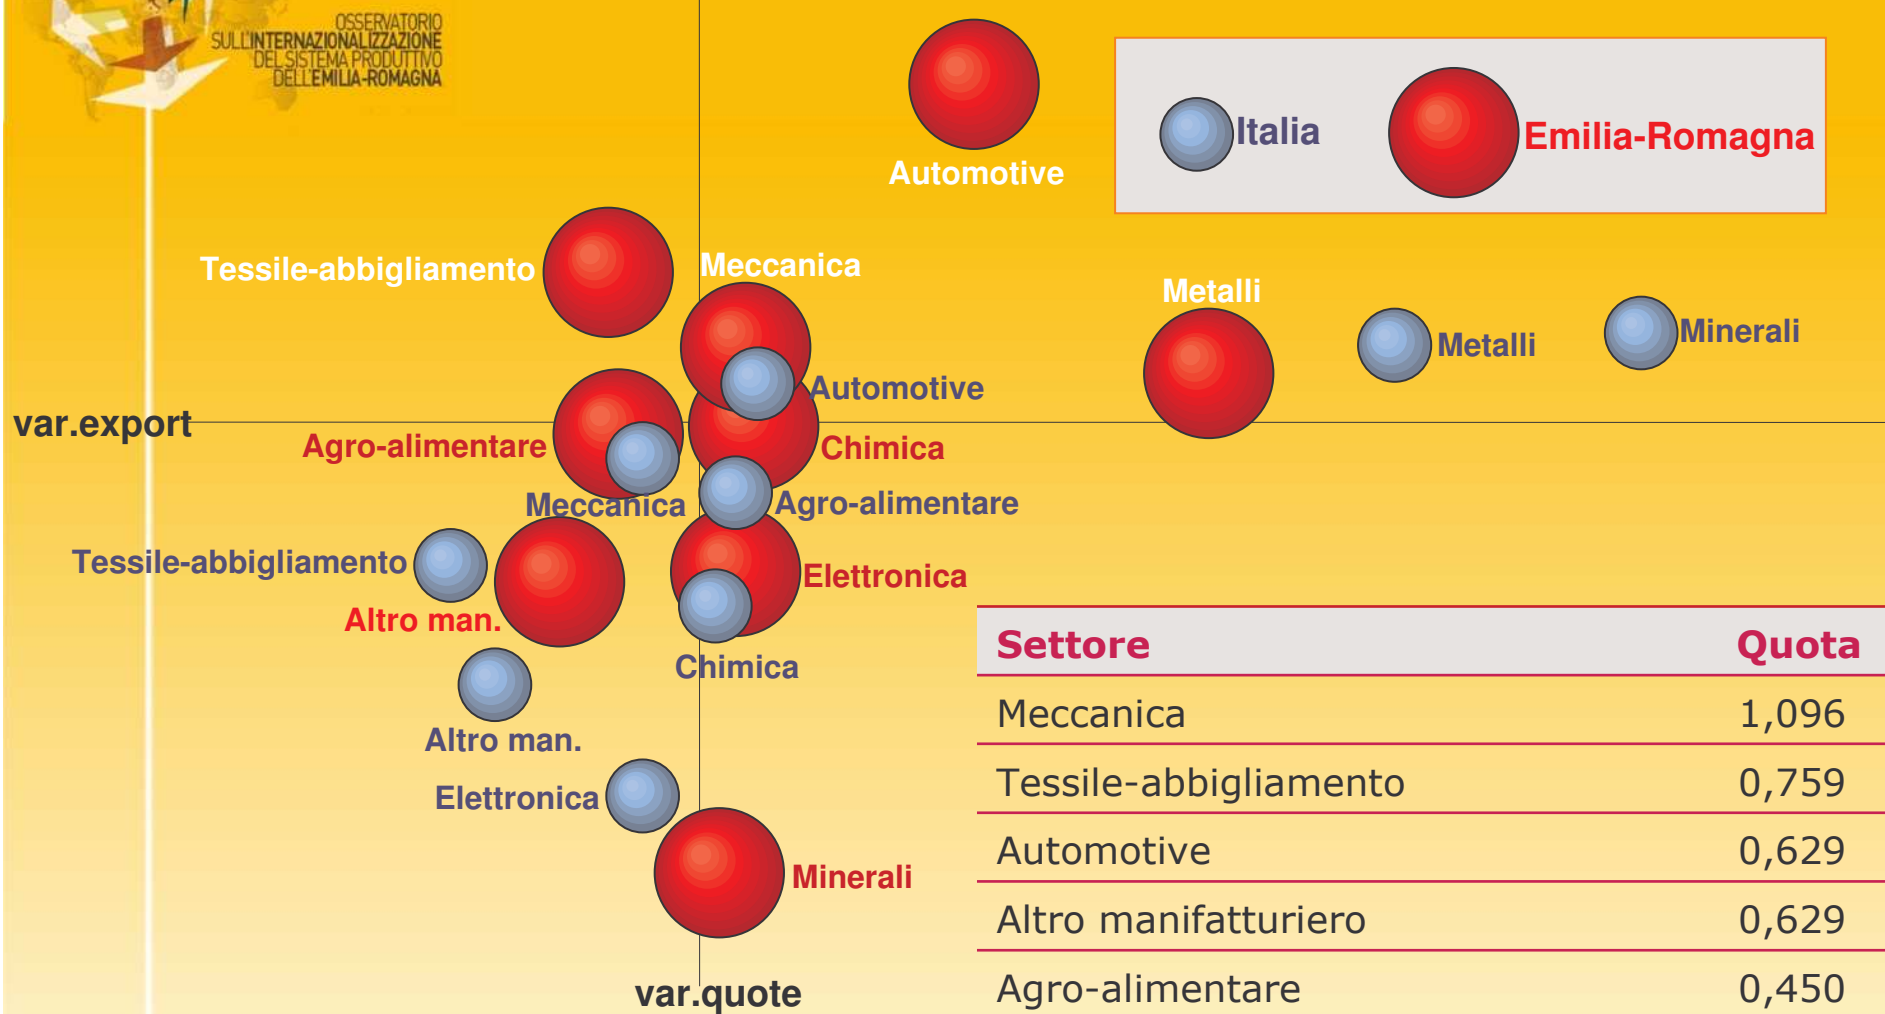 OSSERVATORIO
SULL'INTERNAZIONALIZZAZIONE
DEL SISTEMA PRODUTTIVO
DELL'EMILIA-ROMAGNA
Italia
Emilia-Romagna
Automotive
Tessile-abbigliamento
Meccanica
Metalli
Metalli
Minerali
Automotive
var.export
Agro-alimentare
Chimica
Meccanica
Agro-alimentare
Tessile-abbigliamento
Elettronica
Altro man.
Chimica
Altro man.
Elettronica
Minerali
var.quote
Settore Quota
Meccanica 1,096
Tessile-abbigliamento 0,759
Automotive 0,629
Altro manifatturiero 0,629
Agro-alimentare 0,450